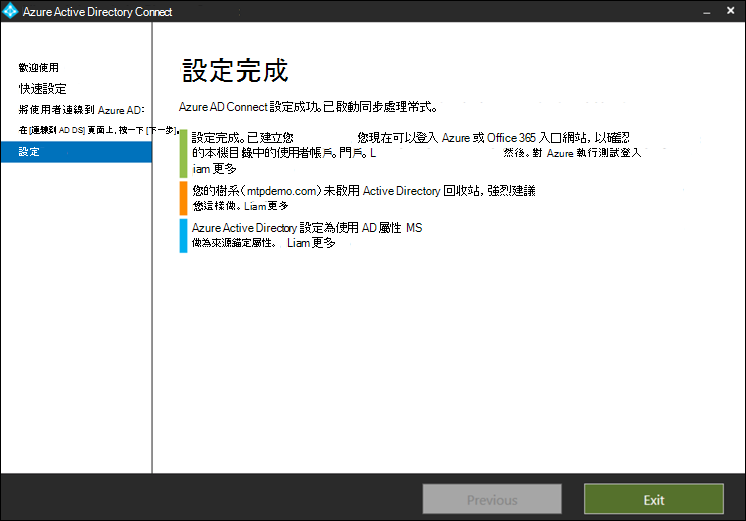 Azure Active Directory Connect
歡迎使用
快速設定
將使用者連線到 Azure AD:
在 [連線到 AD DS] 頁面上，按一下 [下一步]。
設定
設定完成
Azure AD Connect 設定成功。已啟動同步處理常式。
設定完成。已建立您 您現在可以登入 Azure 或 Office 365 入口網站，以確認
的本機目錄中的使用者帳戶。門戶。L 然後。對 Azure 執行測試登入
iam 更多
您的樹系 (mtpdemo.com) 未啟用 Active Directory 回收站，強烈建議
您這樣做。Liam更多
Azure Active Directory 設定為使用 AD 屬性 MS
做為來源錨定屬性。 Liam更多
Previous
Exit